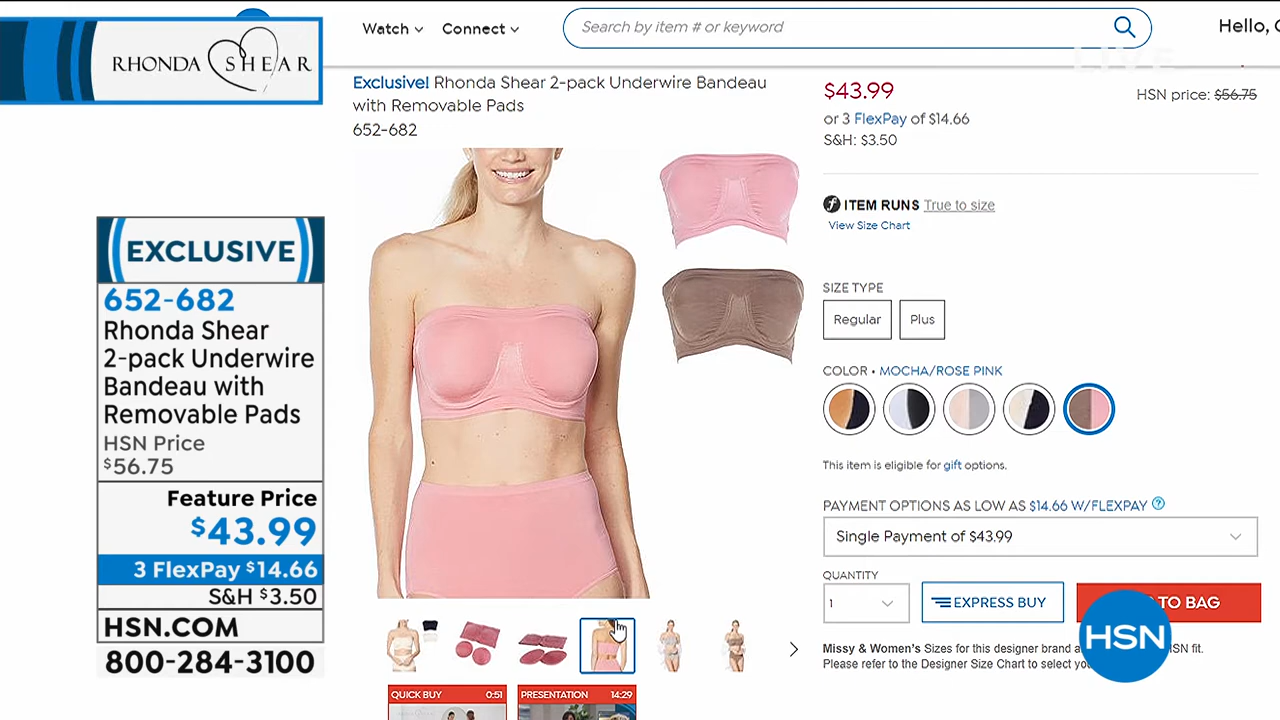 RHONDA SHEAR
Watch
Connect
Search by item # or keyword
Hello,
LIVE
Exclusive! Rhonda Shear 2-pack Underwire Bandeau
with Removable Pads
652-682
$43.99
HSN price: $56.75
or 3 FlexPay of $14.66
S&H: $3.50
ITEM RUNS True to size
View Size Chart
SIZE TYPE
Regular
Plus
COLOR • MOCHA/ROSE PINK
This item is eligible for gift options.
PAYMENT OPTIONS AS LOW AS $14.66 W/FLEXPAY ?
Single Payment of $43.99
QUANTITY
1
EXPRESS BUY
TO BAG
HSN
Missy & Women's Sizes for this designer brand
HSN fit.
Please refer to the Designer Size Chart to select
EXCLUSIVE
652-682
Rhonda Shear
2-pack Underwire
Bandeau with
Removable Pads
HSN Price
$56.75
Feature Price
$43.99
3 FlexPay $14.66
S&H $3.50
HSN.COM
800-284-3100
QUICK BUY 0:51
PRESENTATION 14:29